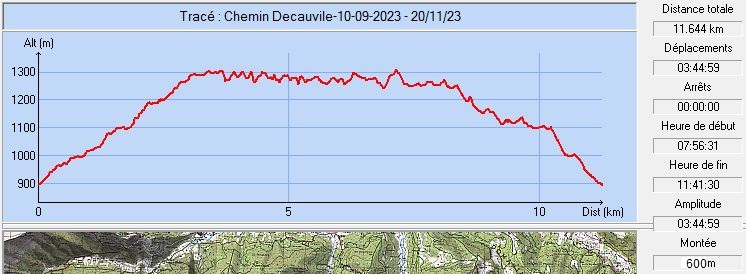 Tracé : Chemin Decauvile-10-09-2023 - 20/11/23
Alt (m)
1300
1200
1100
1000
900
0
5
10
Dist (km)
Distance totale
11.644 km
Déplacements
03:44:59
Arrêts
00:00:00
Heure de début
07:56:31
Heure de fin
11:41:30
Amplitude
03:44:59
Montée
600m